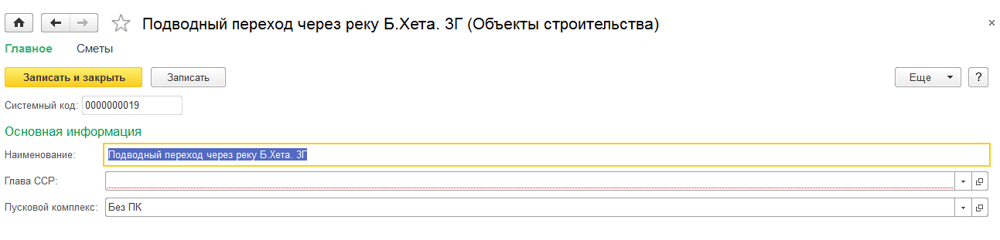 Подводный переход через реку Б.Хета. 3Г (Объекты строительства)
Главное Сметы
Записать и закрыть Записать Еще ?
Системный код: 0000000019
Основная информация
Наименование: Подводный переход через реку Б.Хета. 3Г
Глава ССР:
Пусковой комплекс: Без ПК